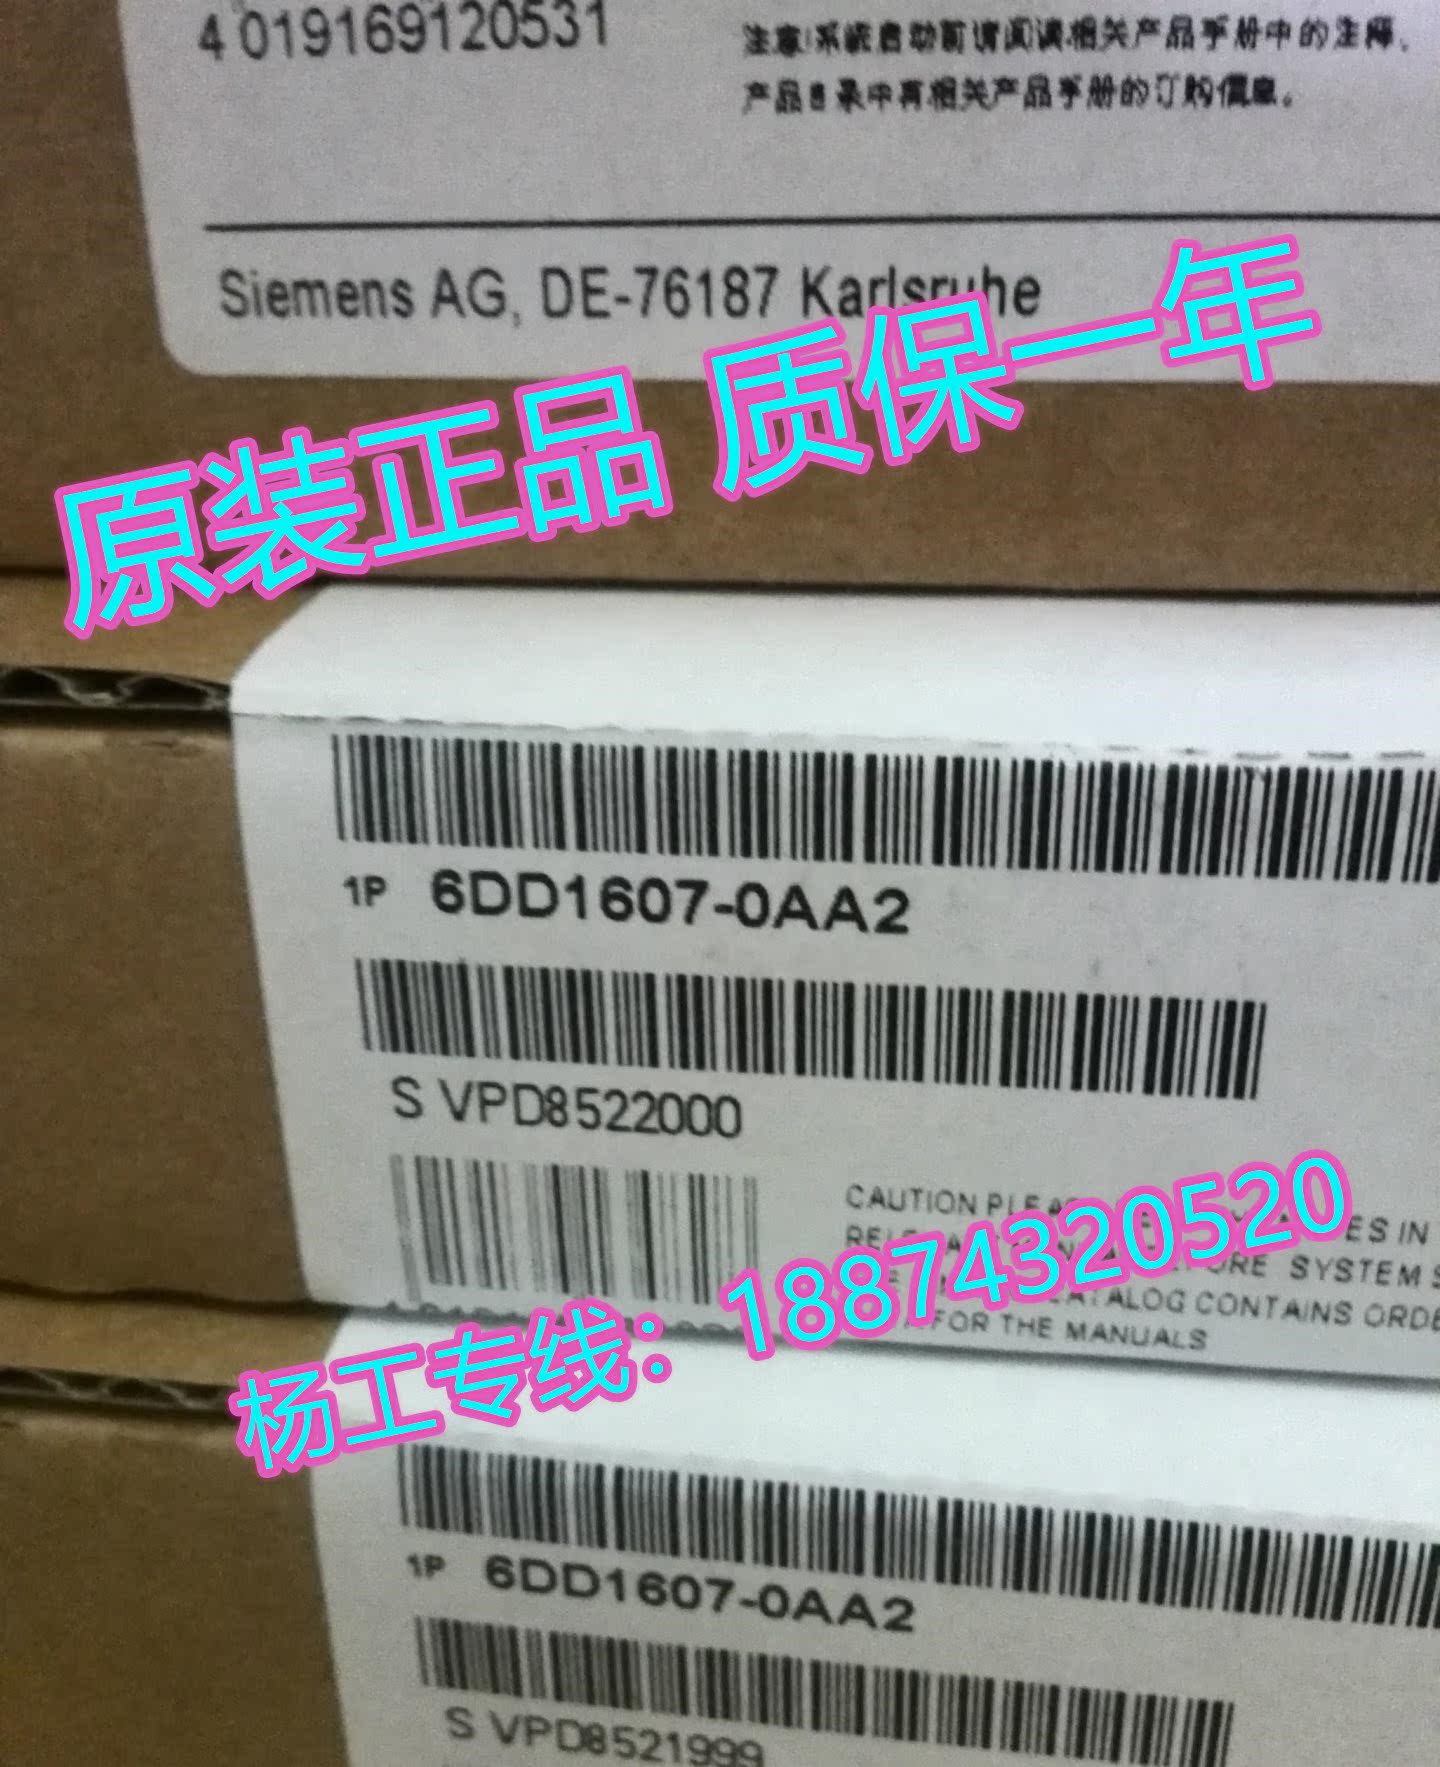 4 019169120531
注意!系统启动前请阅读相关产品手册中的注释。
产品目录中有相关产品手册的订购信息。
Siemens AG, DE-76187 Karlsruhe
原装正品 质保一年
1P 6DD1607-0AA2
S VPD8522000
CAUTION
ES IN
SYSTEM S
CATALOG CONTAINS ORDE
FOR THE MANUALS
杨工专线：18874320520
1P 6DD1607-0AA2
S VPD8521999